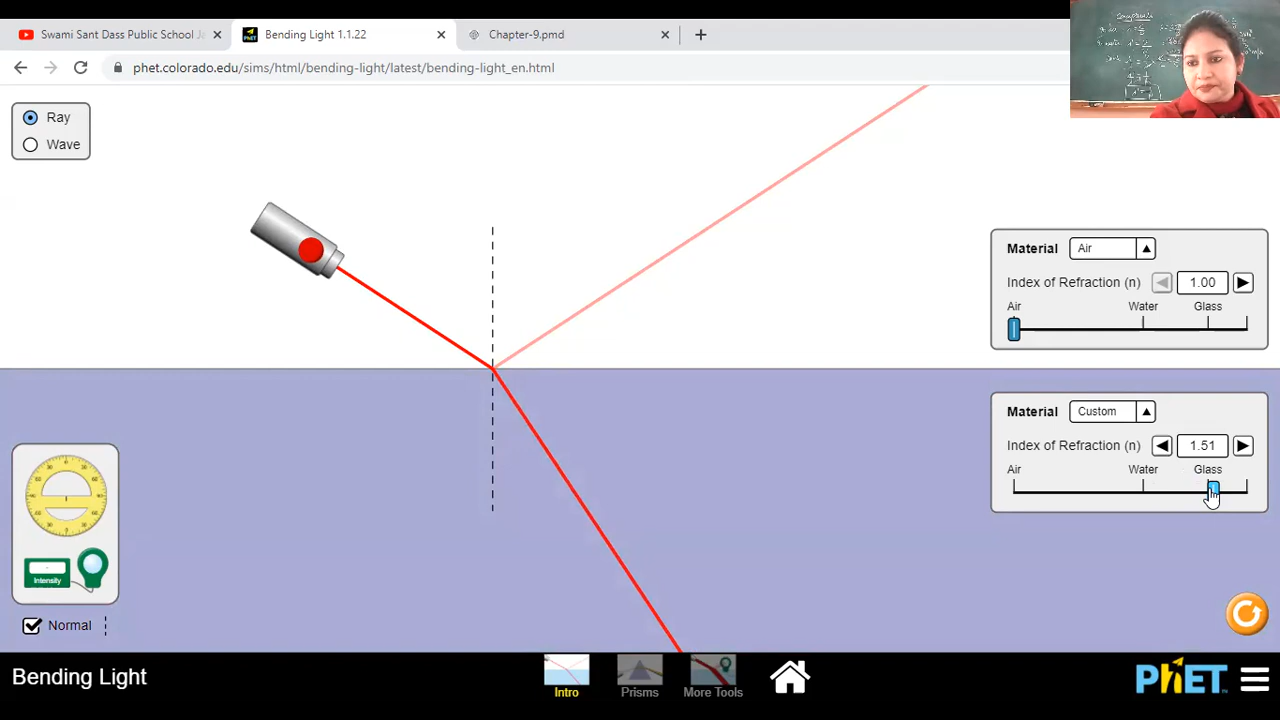 Swami Sant Dass Public School Ja
Bending Light 1.1.22
Chapter-9.pmd
phet.colorado.edu/sims/html/bending-light/latest/bending-light_en.html
Ray
Wave
Material Air
Index of Refraction (n) 1.00
Air Water Glass
Material Custom
Index of Refraction (n) 1.51
Air Water Glass
Intensity
Normal
Bending Light
Intro
Prisms
More Tools
PhET